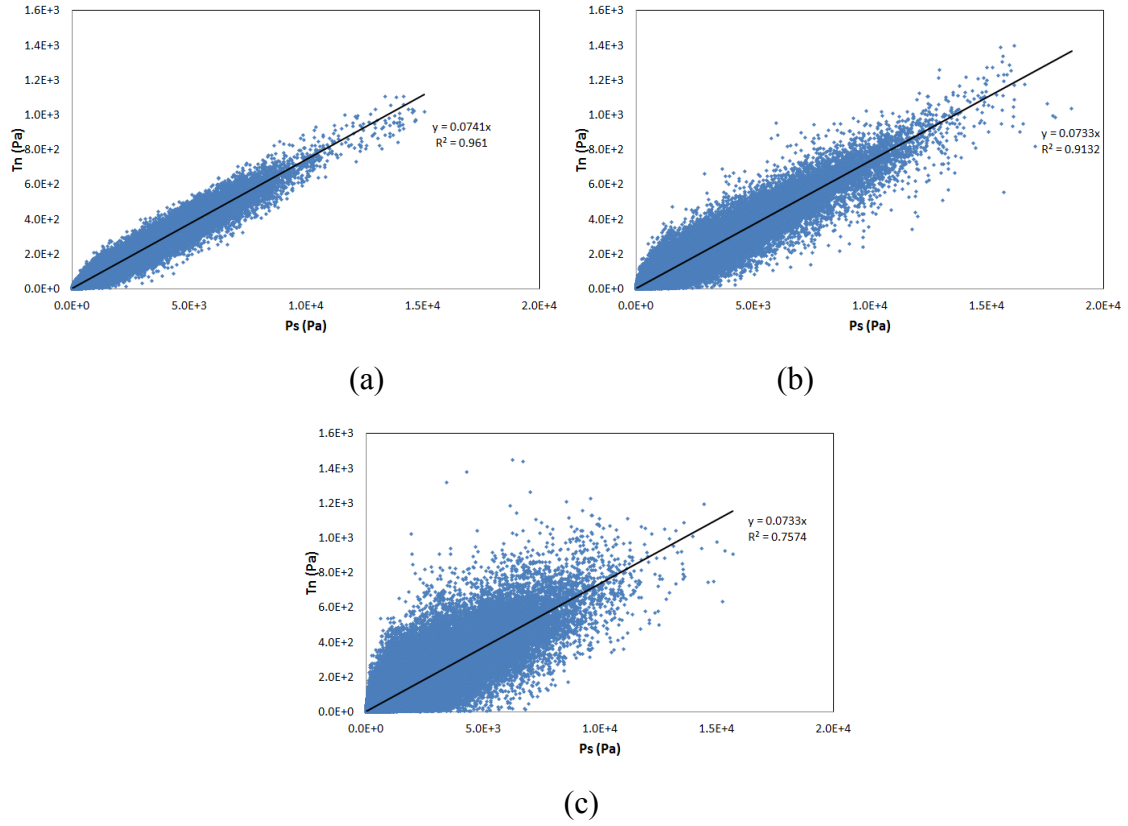 1.6E+3
1.4E+3
1.2E+3
1.0E+3
8.0E+2
6.0E+2
4.0E+2
2.0E+2
0.0E+0
Tn (Pa)
y = 0.0741x
R² = 0.961
0.0E+0 5.0E+3 1.0E+4 1.5E+4 2.0E+4
Ps (Pa)
(a)
1.6E+3
1.4E+3
1.2E+3
1.0E+3
8.0E+2
6.0E+2
4.0E+2
2.0E+2
0.0E+0
Tn (Pa)
y = 0.0733x
R² = 0.9132
0.0E+0 5.0E+3 1.0E+4 1.5E+4 2.0E+4
Ps (Pa)
(b)
1.6E+3
1.4E+3
1.2E+3
1.0E+3
8.0E+2
6.0E+2
4.0E+2
2.0E+2
0.0E+0
Tn (Pa)
y = 0.0733x
R² = 0.7574
0.0E+0 5.0E+3 1.0E+4 1.5E+4 2.0E+4
Ps (Pa)
(c)